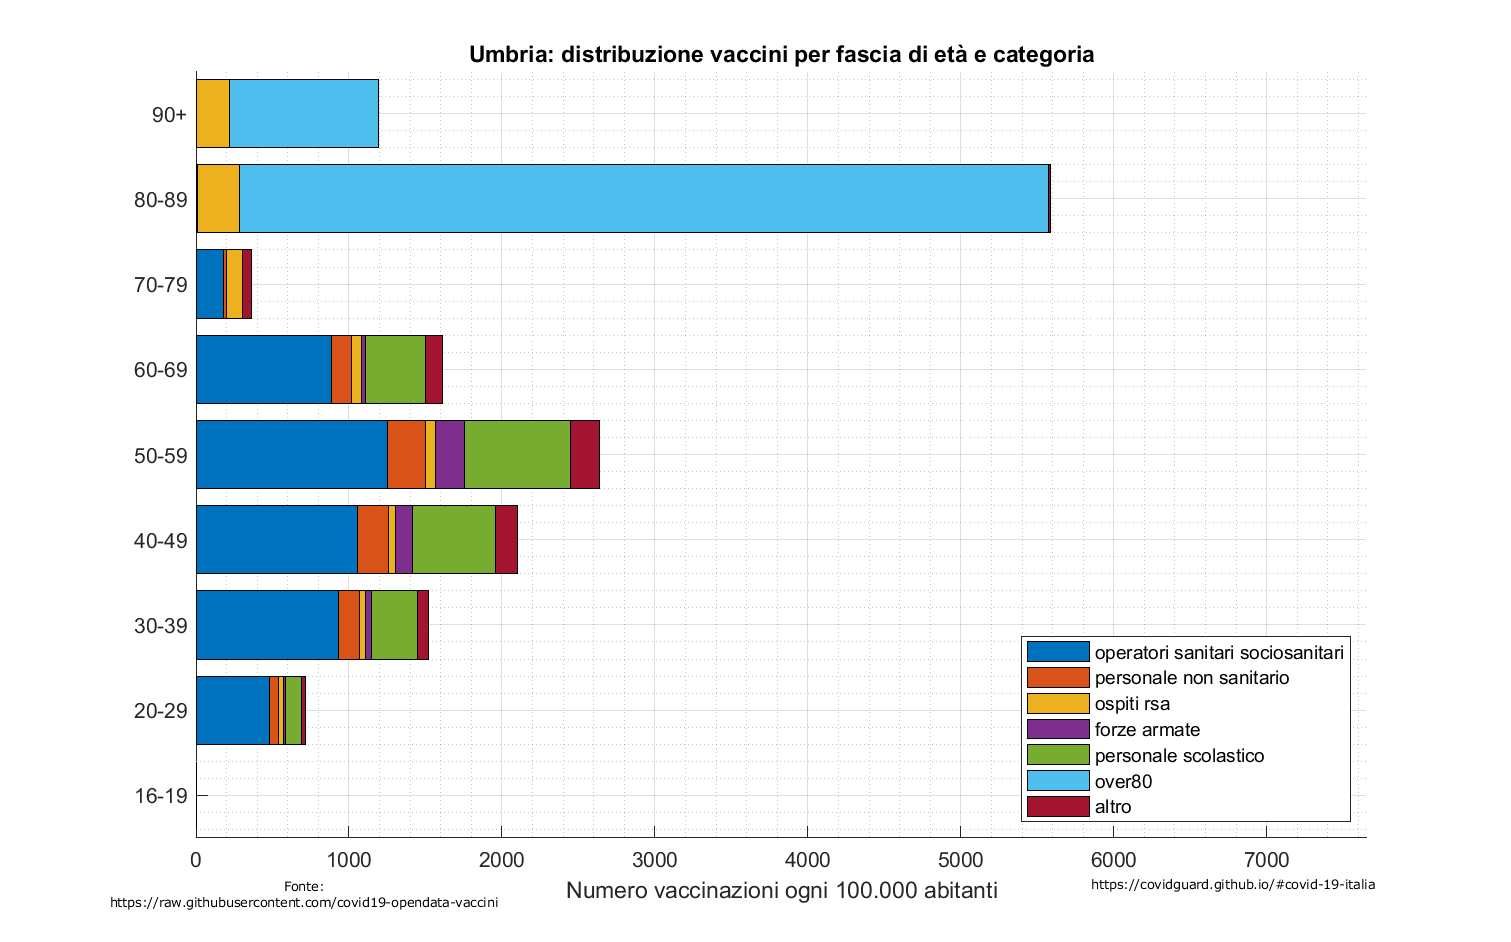 Umbria: distribuzione vaccini per fascia di età e categoria
90+
80-89
70-79
60-69
50-59
40-49
30-39
20-29
16-19
operatori sanitari sociosanitari
personale non sanitario
ospiti rsa
forze armate
personale scolastico
over80
altro
0 1000 2000 3000 4000 5000 6000 7000
Numero vaccinazioni ogni 100.000 abitanti
Fonte:
https://raw.githubusercontent.com/covid19-opendata-vaccini
https://covidguard.github.io/#covid-19-italia